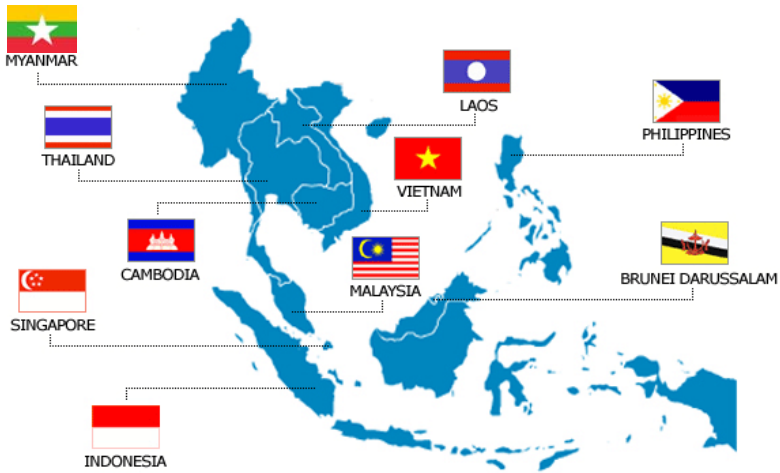 MYANMAR
LAOS
PHILIPPINES
THAILAND
VIETNAM
CAMBODIA
MALAYSIA
BRUNEI DARUSSALAM
SINGAPORE
INDONESIA